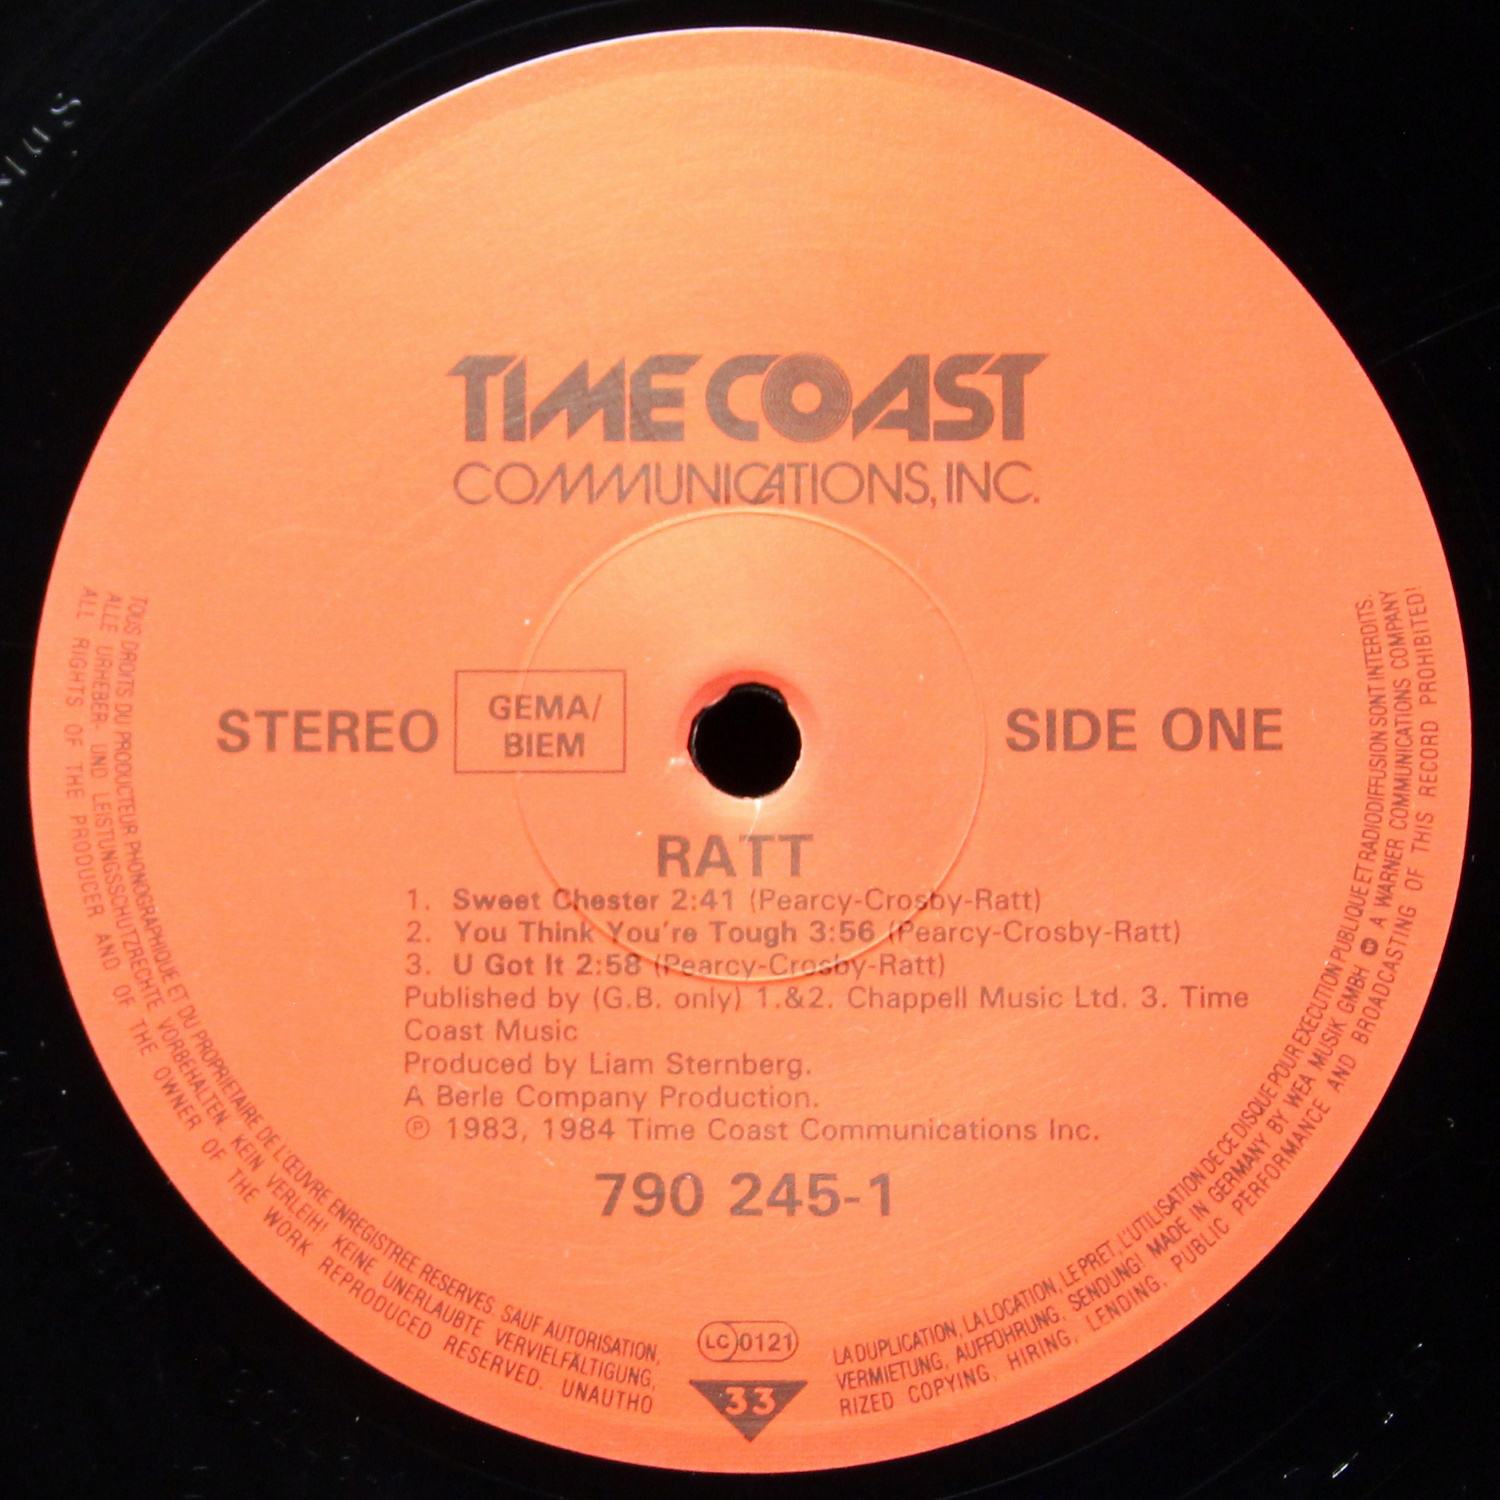 TIME COAST
COMMUNICATIONS, INC.
STEREO
GEMA/
BIEM
SIDE ONE
RATT
1. Sweet Chester 2:41 (Pearcy-Crosby-Ratt)
2. You Think You're Tough 3:56 (Pearcy-Crosby-Ratt)
3. U Got It 2:58 (Pearcy-Crosby-Ratt)
Published by (G.B. only) 1.&2. Chappell Music Ltd. 3. Time
Coast Music
Produced by Liam Sternberg.
A Berle Company Production.
℗ 1983, 1984 Time Coast Communications Inc.
790 245-1
LC 0121
33
TOUS DROITS DU PRODUCTEUR PHONOGRAPHIQUE ET DU PROPRIETAIRE DE L'ŒUVRE ENREGISTREE RESERVES. SAUF AUTORISATION, LA DUPLICATION, LA LOCATION, LE PRET, L'UTILISATION DE CE DISQUE POUR EXECUTION PUBLIQUE ET RADIODIFFUSION SONT INTERDITS.
ALLE URHEBER- UND LEISTUNGSSCHUTZRECHTE VORBEHALTEN. KEIN VERLEIH! KEINE UNERLAUBTE VERVIELFÄLTIGUNG, VERMIETUNG, AUFFÜHRUNG, SENDUNG! MADE IN GERMANY BY WEA MUSIK GMBH A WARNER COMMUNICATIONS COMPANY
ALL RIGHTS OF THE PRODUCER AND OF THE OWNER OF THE WORK REPRODUCED RESERVED. UNAUTHORIZED COPYING, HIRING, LENDING, PUBLIC PERFORMANCE AND BROADCASTING OF THIS RECORD PROHIBITED!